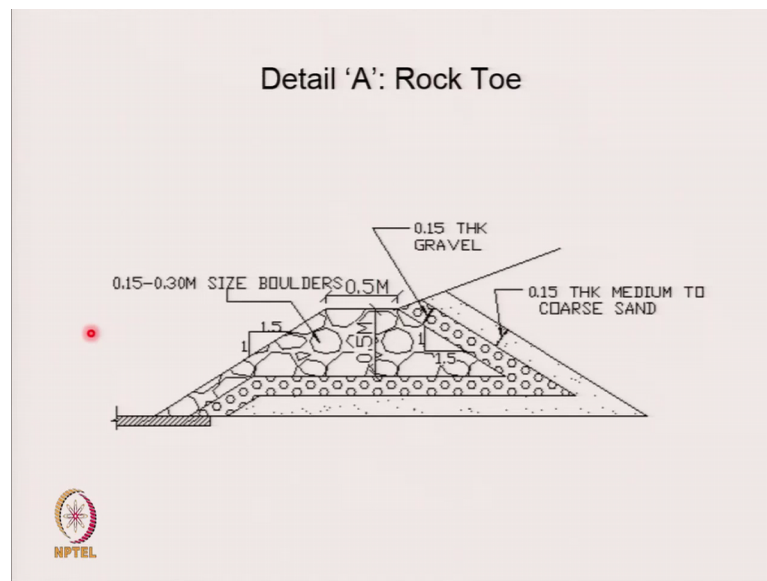 Detail ‘A’: Rock Toe
0.15 THK
GRAVEL
0.15-0.30M SIZE BOULDERS
0.5M
0.15 THK MEDIUM TO
COARSE SAND
1.5
1
0.5M
1
1.5
NPTEL